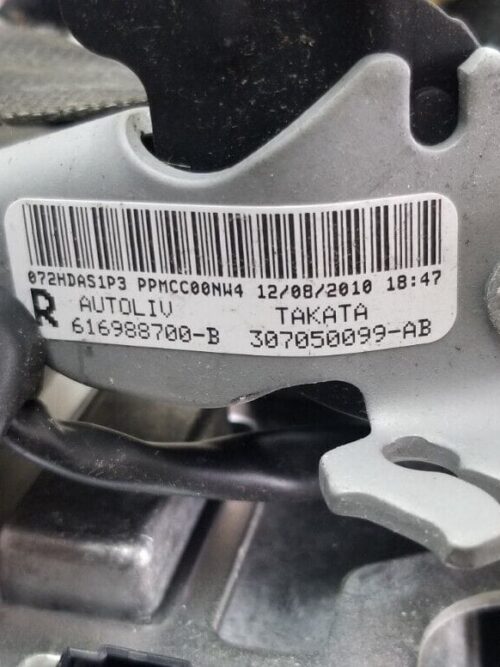 072HDAS1P3 PPMCC00NW4 12/08/2010 18:47
R AUTOLIV TAKATA
616988700-B 307050099-AB